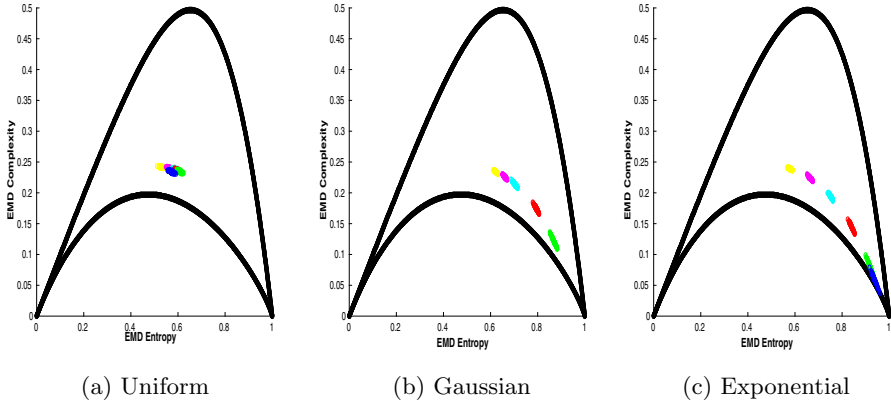 0.5 0.5 0.5
0.45 0.45 0.45
0.4 0.4 0.4
0.35 0.35 0.35
0.3 0.3 0.3
0.25 0.25 0.25
0.2 0.2 0.2
0.15 0.15 0.15
0.1 0.1 0.1
0.05 0.05 0.05
0 0 0
EMD Complexity EMD Complexity EMD Complexity
0 0.2 0.4 0.6 0.8 1 0 0.2 0.4 0.6 0.8 1 0 0.2 0.4 0.6 0.8 1
EMD Entropy EMD Entropy EMD Entropy
(a) Uniform (b) Gaussian (c) Exponential